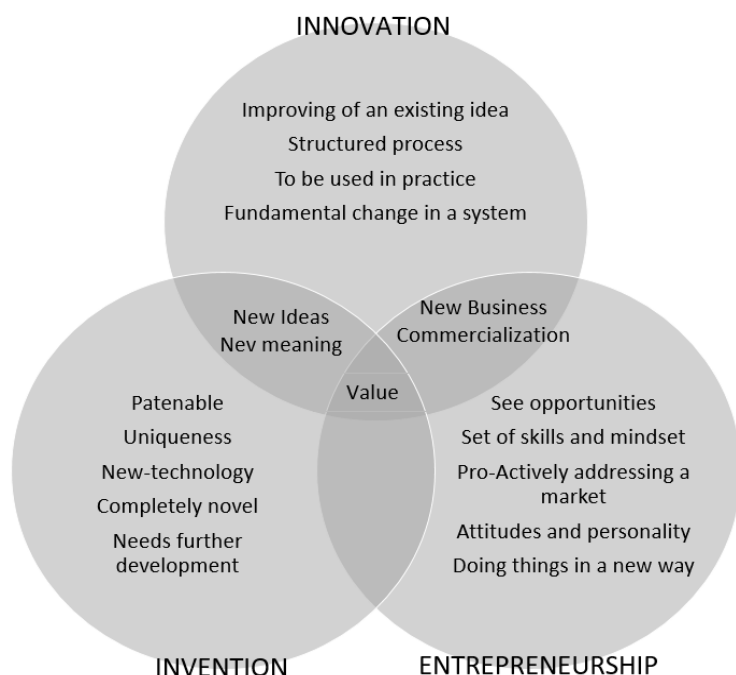 INNOVATION
Improving of an existing idea
Structured process
To be used in practice
Fundamental change in a system
New Ideas
Nev meaning
New Business
Commercialization
Value
Patenable
Uniqueness
New-technology
Completely novel
Needs further
development
See opportunities
Set of skills and mindset
Pro-Actively addressing a
market
Attitudes and personality
Doing things in a new way
INVENTION
ENTREPRENEURSHIP